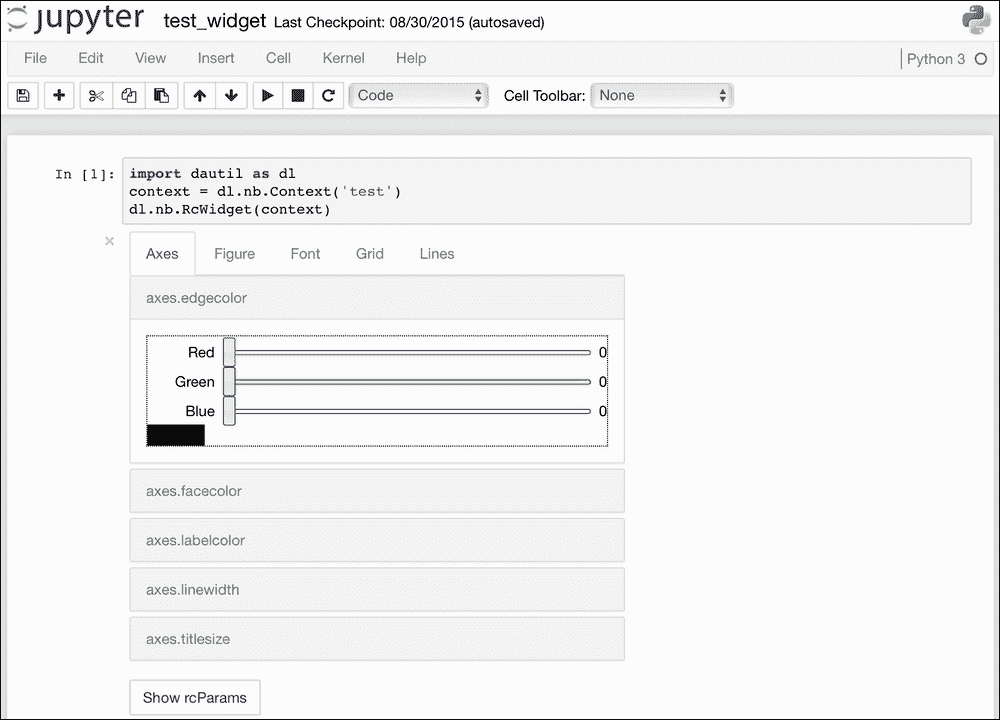 jupyter test_widget Last Checkpoint: 08/30/2015 (autosaved)
File Edit View Insert Cell Kernel Help Python 3
Code Cell Toolbar: None
In [1]: import dautil as dl
context = dl.nb.Context('test')
dl.nb.RcWidget(context)
Axes Figure Font Grid Lines
axes.edgecolor
Red 0
Green 0
Blue 0
axes.facecolor
axes.labelcolor
axes.linewidth
axes.titlesize
Show rcParams